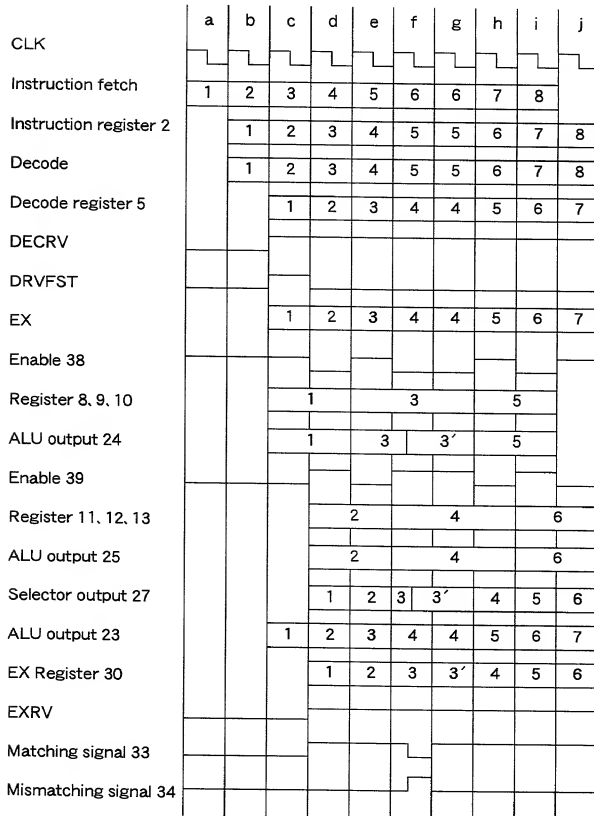 a b c d e f g h i j
CLK
Instruction fetch 1 2 3 4 5 6 6 7 8
Instruction register 2 1 2 3 4 5 5 6 7 8
Decode 1 2 3 4 5 5 6 7 8
Decode register 5 1 2 3 4 4 5 6 7
DECRV
DRVFST
EX 1 2 3 4 4 5 6 7
Enable 38
Register 8、9、10 1 3 5
ALU output 24 1 3 3′ 5
Enable 39
Register 11、12、13 2 4 6
ALU output 25 2 4 6
Selector output 27 1 2 3 3′ 4 5 6
ALU output 23 1 2 3 4 4 5 6 7
EX Register 30 1 2 3 3′ 4 5 6
EXRV
Matching signal 33
Mismatching signal 34